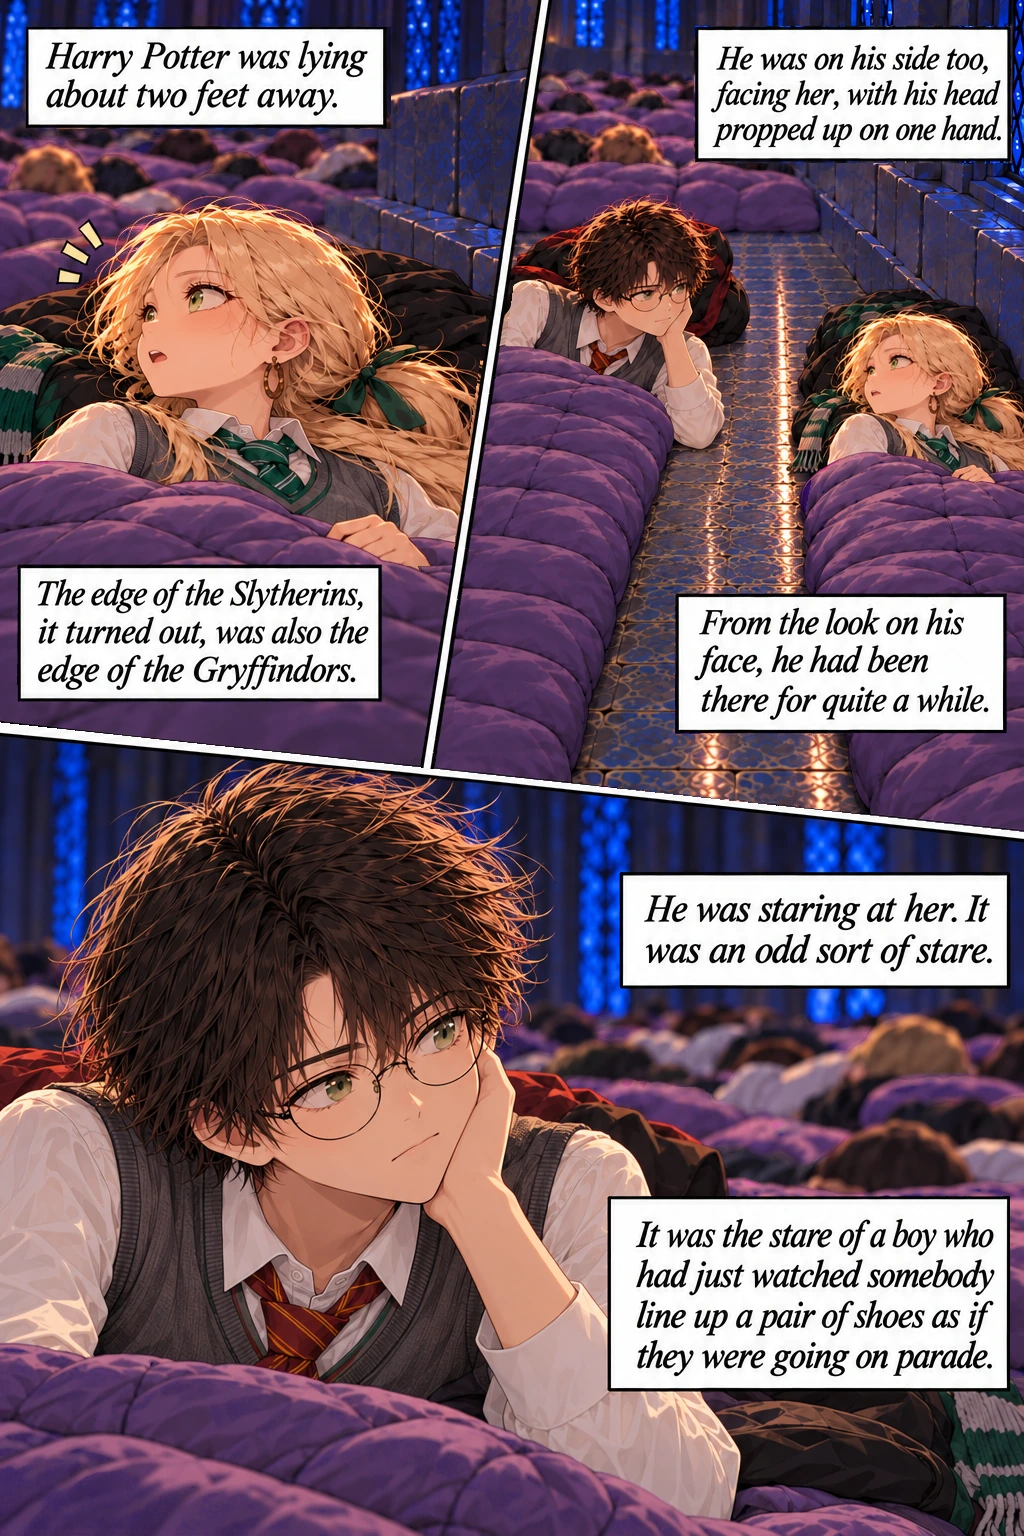 Harry Potter was lying
about two feet away.
The edge of the Slytherins,
it turned out, was also the
edge of the Gryffindors.
He was on his side too,
facing her, with his head
propped up on one hand.
From the look on his
face, he had been
there for quite a while.
He was staring at her. It
was an odd sort of stare.
It was the stare of a boy who
had just watched somebody
line up a pair of shoes as if
they were going on parade.